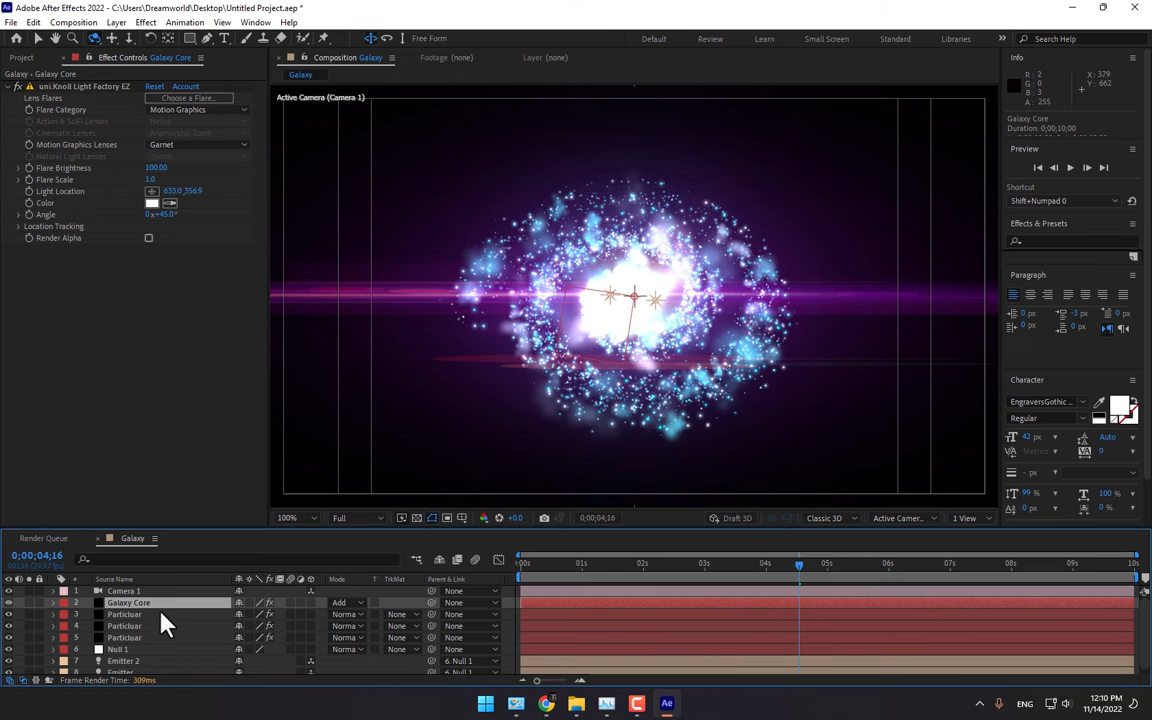 Adobe After Effects 2022 - C:\Users\Dreamworld\Desktop\Untitled Project.aep *
File Edit Composition Layer Effect Animation View Window Help
Free Form Default Review Learn Small Screen Standard Libraries Search Help
Project Effect Controls Galaxy Core
Galaxy • Galaxy Core
uni.Knoll Light Factory EZ Reset Account
Lens Flares Choose a Flare...
Flare Category Motion Graphics
Action & SciFi Lenses Helios
Cinematic Lenses Anamorphic Zoom
Motion Graphics Lenses Garnet
Natural Light Lenses 35mm
Flare Brightness 100.00
Flare Scale 1.0
Light Location 633.0,356.9
Color
Angle 0x+45.0°
Location Tracking
Render Alpha
Composition Galaxy Footage (none) Layer (none)
Galaxy
Active Camera (Camera 1)
100% Full +0.0 0;00;04;16 Draft 3D Classic 3D Active Camer... 1 View
Info
R: 2
G: 0
B: 3
A: 255
X: 379
Y: 662
Galaxy Core
Duration: 0;00;10;00
Preview
Shortcut
Shift+Numpad 0
Effects & Presets
Paragraph
0 px -3 px 0 px
0 px 0 px
Character
EngraversGothic ...
Regular
42 px Auto
Metrics 0
- px
99 % 100 %
0 px 0 %
Render Queue Galaxy
0;00;04;16
00136 (29.97 fps)
# Source Name Mode T TrkMat Parent & Link
1 Camera 1 None
2 Galaxy Core Add None
3 Particluar Norma None None
4 Particluar Norma None None
5 Particluar Norma None None
6 Null 1 Norma None None
7 Emitter 2 6. Null 1
8 Emitter 6. Null 1
:00s 01s 02s 03s 04s 05s 06s 07s 08s 09s 10s
Frame Render Time: 309ms
ENG 12:10 PM
11/14/2022